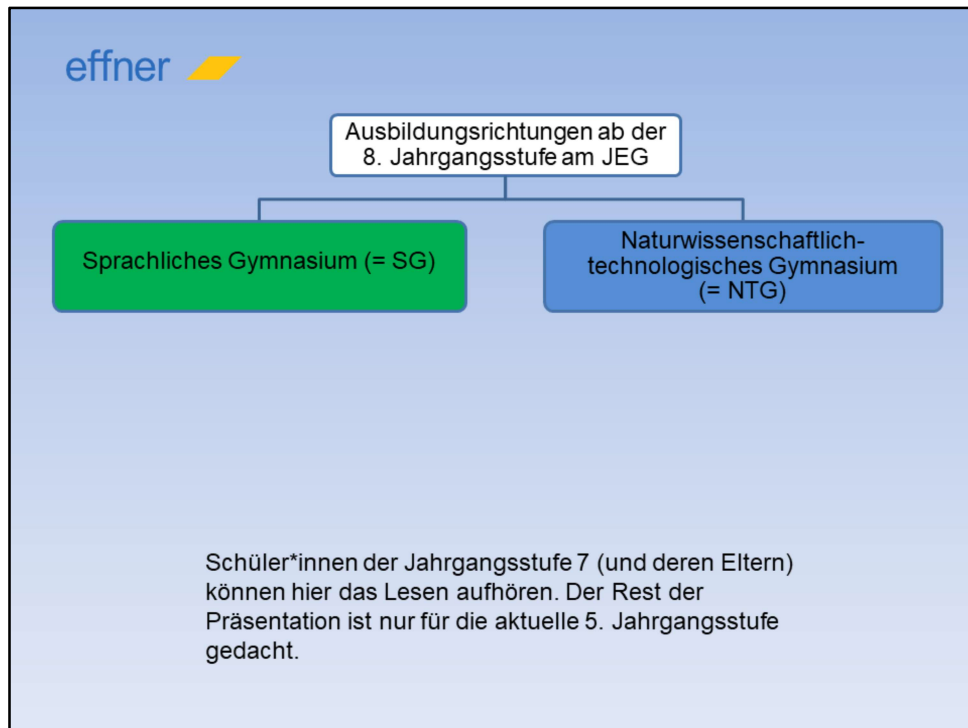 effner
Ausbildungsrichtungen ab der
8. Jahrgangsstufe am JEG
Sprachliches Gymnasium (= SG)
Naturwissenschaftlich-
technologisches Gymnasium
(= NTG)
Schüler*innen der Jahrgangsstufe 7 (und deren Eltern)
können hier das Lesen aufhören. Der Rest der
Präsentation ist nur für die aktuelle 5. Jahrgangsstufe
gedacht.